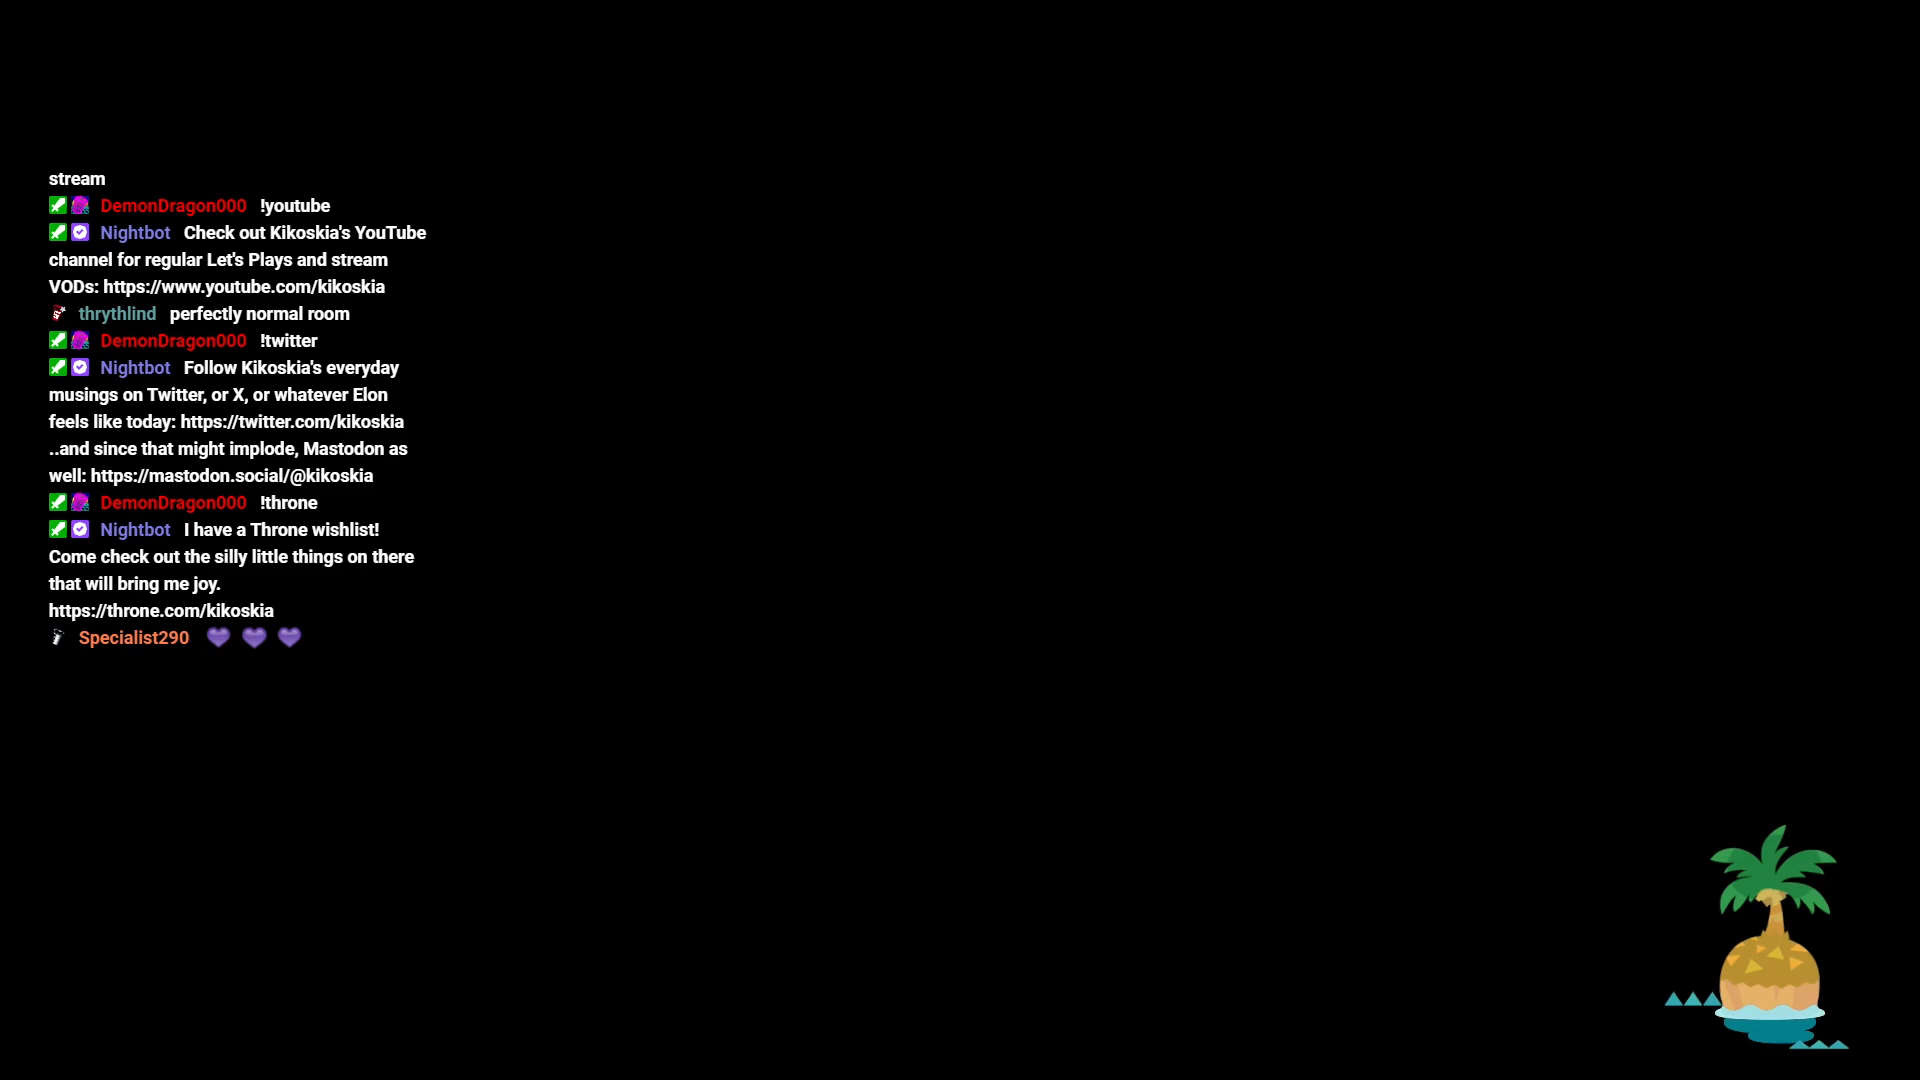 stream
DemonDragon000 !youtube
Nightbot Check out Kikoskia's YouTube
channel for regular Let's Plays and stream
VODs: https://www.youtube.com/kikoskia
thrythlind perfectly normal room
DemonDragon000 !twitter
Nightbot Follow Kikoskia's everyday
musings on Twitter, or X, or whatever Elon
feels like today: https://twitter.com/kikoskia
..and since that might implode, Mastodon as
well: https://mastodon.social/@kikoskia
DemonDragon000 !throne
Nightbot I have a Throne wishlist!
Come check out the silly little things on there
that will bring me joy.
https://throne.com/kikoskia
Specialist290 💜 💜 💜